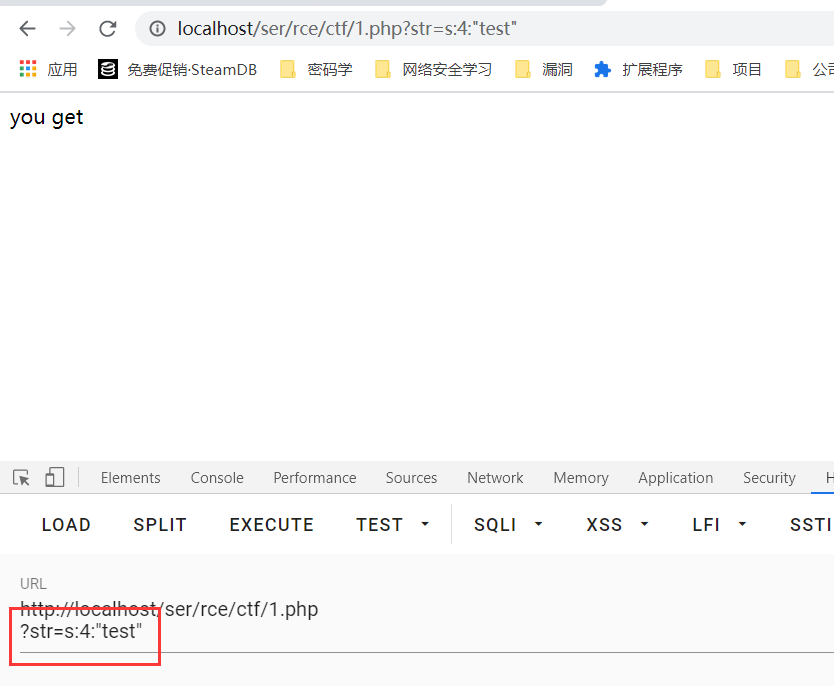 localhost/ser/rce/ctf/1.php?str=s:4:"test"
应用 免费促销·SteamDB 密码学 网络安全学习 漏洞 扩展程序 项目
you get
Elements Console Performance Sources Network Memory Application Security
LOAD SPLIT EXECUTE TEST SQLI XSS LFI SSTI
URL
http://localhost/ser/rce/ctf/1.php
?str=s:4:"test"